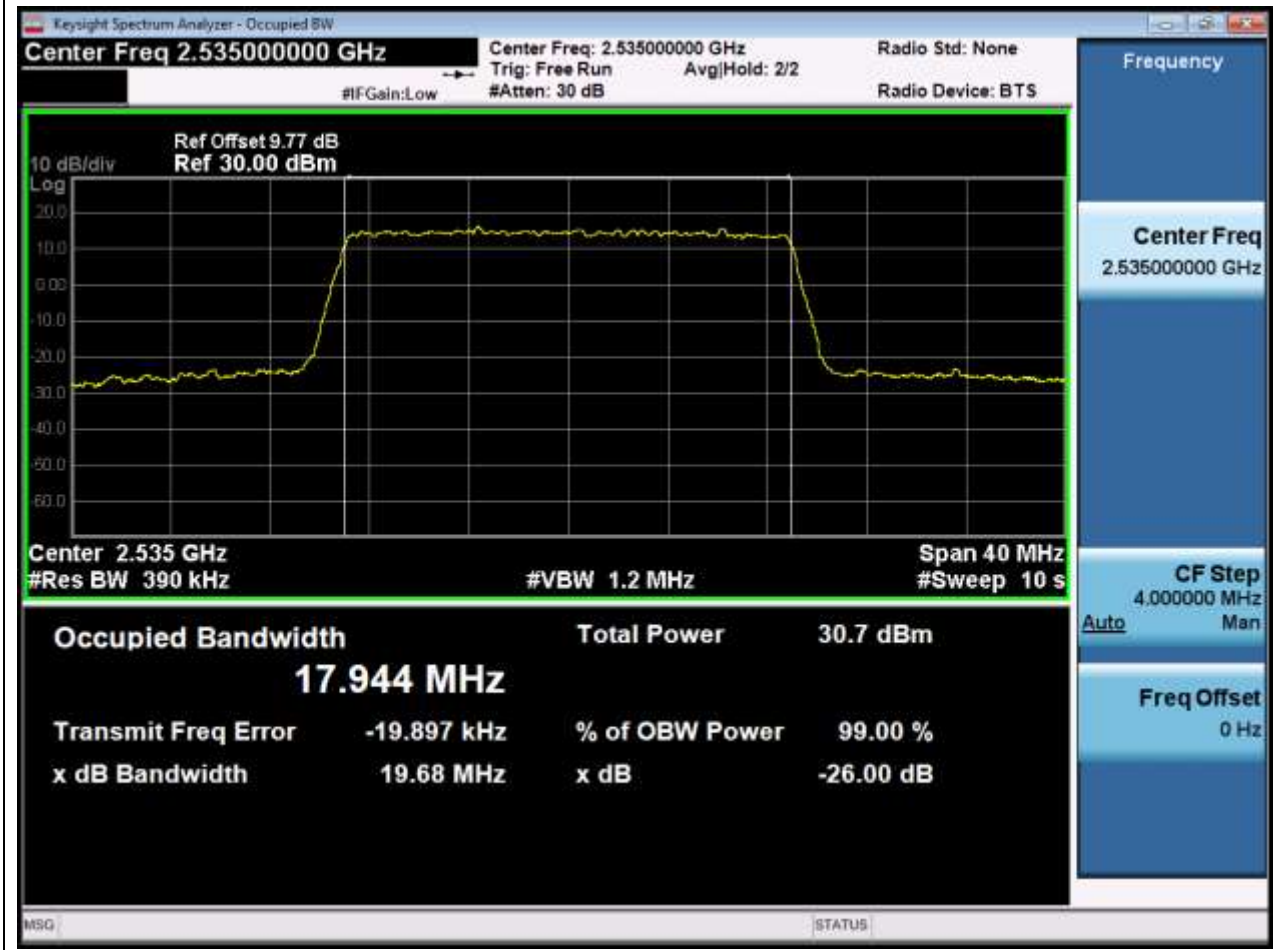 Keysight Spectrum Analyzer - Occupied BW
Center Freq 2.535000000 GHz
#IFGain:Low
Center Freq: 2.535000000 GHz
Trig: Free Run Avg|Hold: 2/2
#Atten: 30 dB
Radio Std: None
Radio Device: BTS
Ref Offset 9.77 dB
10 dB/div Ref 30.00 dBm
Log
20.0
10.0
0.00
-10.0
-20.0
-30.0
-40.0
-50.0
-60.0
Center 2.535 GHz Span 40 MHz
#Res BW 390 kHz #VBW 1.2 MHz #Sweep 10 s
Occupied Bandwidth Total Power 30.7 dBm
17.944 MHz
Transmit Freq Error -19.897 kHz % of OBW Power 99.00 %
x dB Bandwidth 19.68 MHz x dB -26.00 dB
MSG STATUS
Frequency
Center Freq
2.535000000 GHz
CF Step
4.000000 MHz
Auto Man
Freq Offset
0 Hz